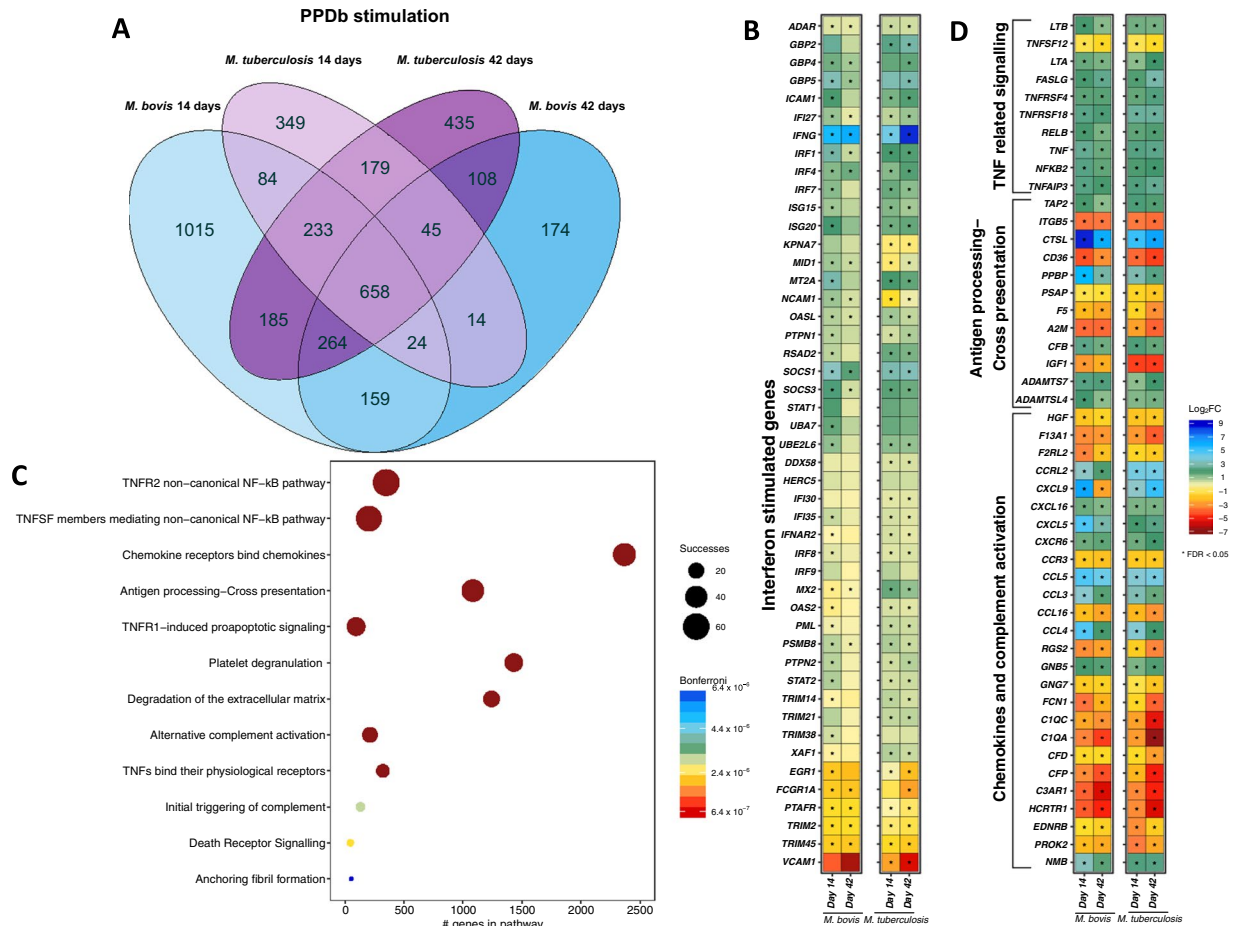 PPDb stimulation
A
M. tuberculosis 14 days
M. tuberculosis 42 days
M. bovis 14 days
M. bovis 42 days
349
435
84
179
108
1015
233
45
174
658
185
264
24
14
159
C
TNFR2 non−canonical NF−kB pathway
TNFSF members mediating non−canonical NF−kB pathway
Chemokine receptors bind chemokines
Antigen processing−Cross presentation
TNFR1−induced proapoptotic signaling
Platelet degranulation
Degradation of the extracellular matrix
Alternative complement activation
TNFs bind their physiological receptors
Initial triggering of complement
Death Receptor Signalling
Anchoring fibril formation
0 500 1000 1500 2000 2500
# genes in pathway
Successes
20
40
60
Bonferroni
6.4 x 10⁻⁶
4.4 x 10⁻⁶
2.4 x 10⁻⁶
6.4 x 10⁻⁷
B
Interferon stimulated genes
ADAR
GBP2
GBP4
GBP5
ICAM1
IFI27
IFNG
IRF1
IRF4
IRF7
ISG15
ISG20
KPNA7
MID1
MT2A
NCAM1
OASL
PTPN1
RSAD2
SOCS1
SOCS3
STAT1
UBA7
UBE2L6
DDX58
HERC5
IFI30
IFI35
IFNAR2
IRF8
IRF9
MX2
OAS2
PML
PSMB8
PTPN2
STAT2
TRIM14
TRIM21
TRIM38
XAF1
EGR1
FCGR1A
PTAFR
TRIM2
TRIM45
VCAM1
Day 14 Day 42 Day 14 Day 42
M. bovis M. tuberculosis
D
TNF related signalling
LTB
TNFSF12
LTA
FASLG
TNFRSF4
TNFRSF18
RELB
TNF
NFKB2
TNFAIP3
Antigen processing−
Cross presentation
TAP2
ITGB5
CTSL
CD36
PPBP
PSAP
F5
A2M
CFB
IGF1
ADAMTS7
ADAMTSL4
Chemokines and complement activation
HGF
F13A1
F2RL2
CCRL2
CXCL9
CXCL16
CXCL5
CXCR6
CCR3
CCL5
CCL3
CCL16
CCL4
RGS2
GNB5
GNG7
FCN1
C1QC
C1QA
CFD
CFP
C3AR1
HCRTR1
EDNRB
PROK2
NMB
Day 14 Day 42 Day 14 Day 42
M. bovis M. tuberculosis
Log₂FC
9
7
5
3
1
−1
−3
−5
−7
* FDR < 0.05